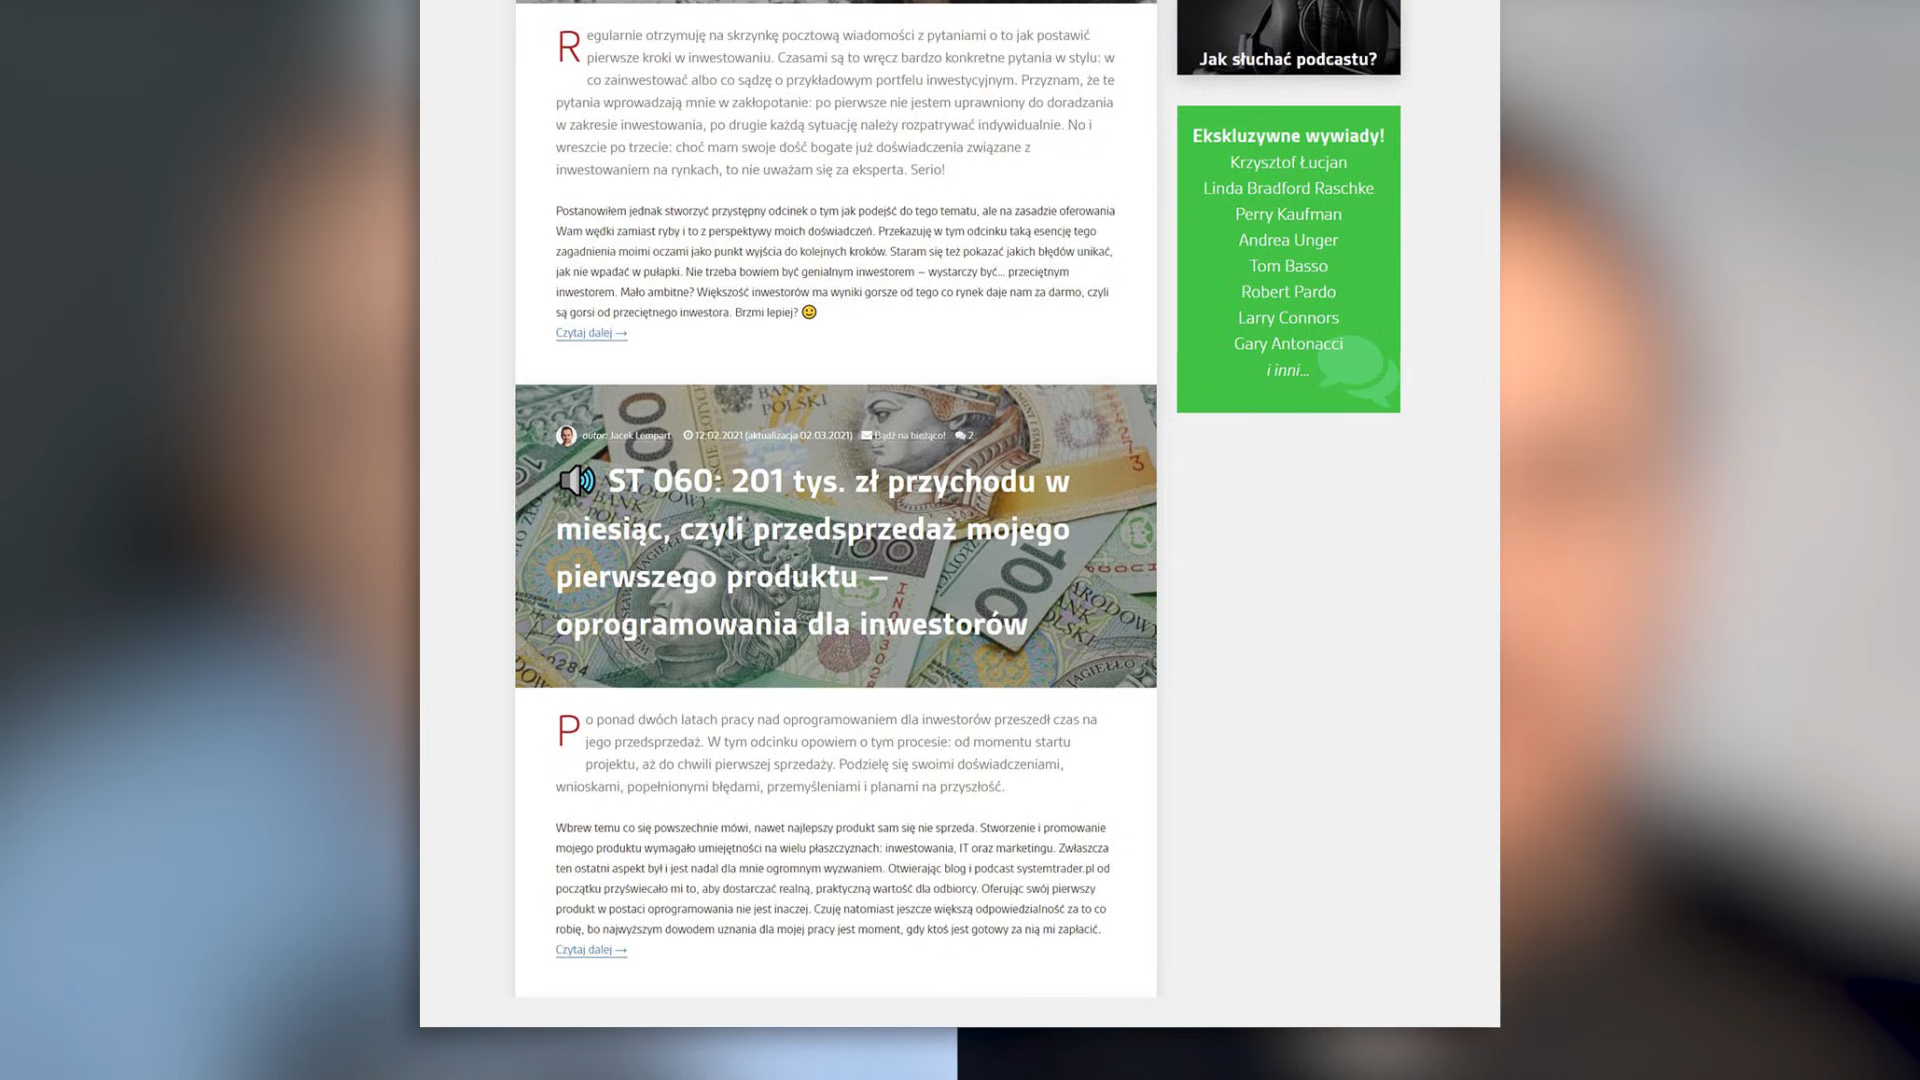 Regularnie otrzymuję na skrzynkę pocztową wiadomości z pytaniami o to jak postawić
pierwsze kroki w inwestowaniu. Czasami są to wręcz bardzo konkretne pytania w stylu: w
co zainwestować albo co sądzę o przykładowym portfelu inwestycyjnym. Przyznam, że te
pytania wprowadzają mnie w zakłopotanie: po pierwsze nie jestem uprawniony do doradzania
w zakresie inwestowania, po drugie każdą sytuację należy rozpatrywać indywidualnie. No i
wreszcie po trzecie: choć mam swoje dość bogate już doświadczenia związane z
inwestowaniem na rynkach, to nie uważam się za eksperta. Serio!
Postanowiłem jednak stworzyć przystępny odcinek o tym jak podejść do tego tematu, ale na zasadzie oferowania
Wam wędki zamiast ryby i to z perspektywy moich doświadczeń. Przekazuję w tym odcinku taką esencję tego
zagadnienia moimi oczami jako punkt wyjścia do kolejnych kroków. Staram się też pokazać jakich błędów unikać,
jak nie wpadać w pułapki. Nie trzeba bowiem być genialnym inwestorem – wystarczy być... przeciętnym
inwestorem. Mało ambitne? Większość inwestorów ma wyniki gorsze od tego co rynek daje nam za darmo, czyli
są gorsi od przeciętnego inwestora. Brzmi lepiej? 🙂
Czytaj dalej →
autor: Jacek Lempart 12.02.2021 (aktualizacja 02.03.2021) Bądź na bieżąco! 2
🔊 ST 060: 201 tys. zł przychodu w
miesiąc, czyli przedsprzedaż mojego
pierwszego produktu –
oprogramowania dla inwestorów
Po ponad dwóch latach pracy nad oprogramowaniem dla inwestorów przeszedł czas na
jego przedsprzedaż. W tym odcinku opowiem o tym procesie: od momentu startu
projektu, aż do chwili pierwszej sprzedaży. Podzielę się swoimi doświadczeniami,
wnioskami, popełnionymi błędami, przemyśleniami i planami na przyszłość.
Wbrew temu co się powszechnie mówi, nawet najlepszy produkt sam się nie sprzeda. Stworzenie i promowanie
mojego produktu wymagało umiejętności na wielu płaszczyznach: inwestowania, IT oraz marketingu. Zwłaszcza
ten ostatni aspekt był i jest nadal dla mnie ogromnym wyzwaniem. Otwierając blog i podcast systemtrader.pl od
początku przyświecało mi to, aby dostarczać realną, praktyczną wartość dla odbiorcy. Oferując swój pierwszy
produkt w postaci oprogramowania nie jest inaczej. Czuję natomiast jeszcze większą odpowiedzialność za to co
robię, bo najwyższym dowodem uznania dla mojej pracy jest moment, gdy ktoś jest gotowy za nią mi zapłacić.
Czytaj dalej →
Jak słuchać podcastu?
Ekskluzywne wywiady!
Krzysztof Łucjan
Linda Bradford Raschke
Perry Kaufman
Andrea Unger
Tom Basso
Robert Pardo
Larry Connors
Gary Antonacci
i inni...